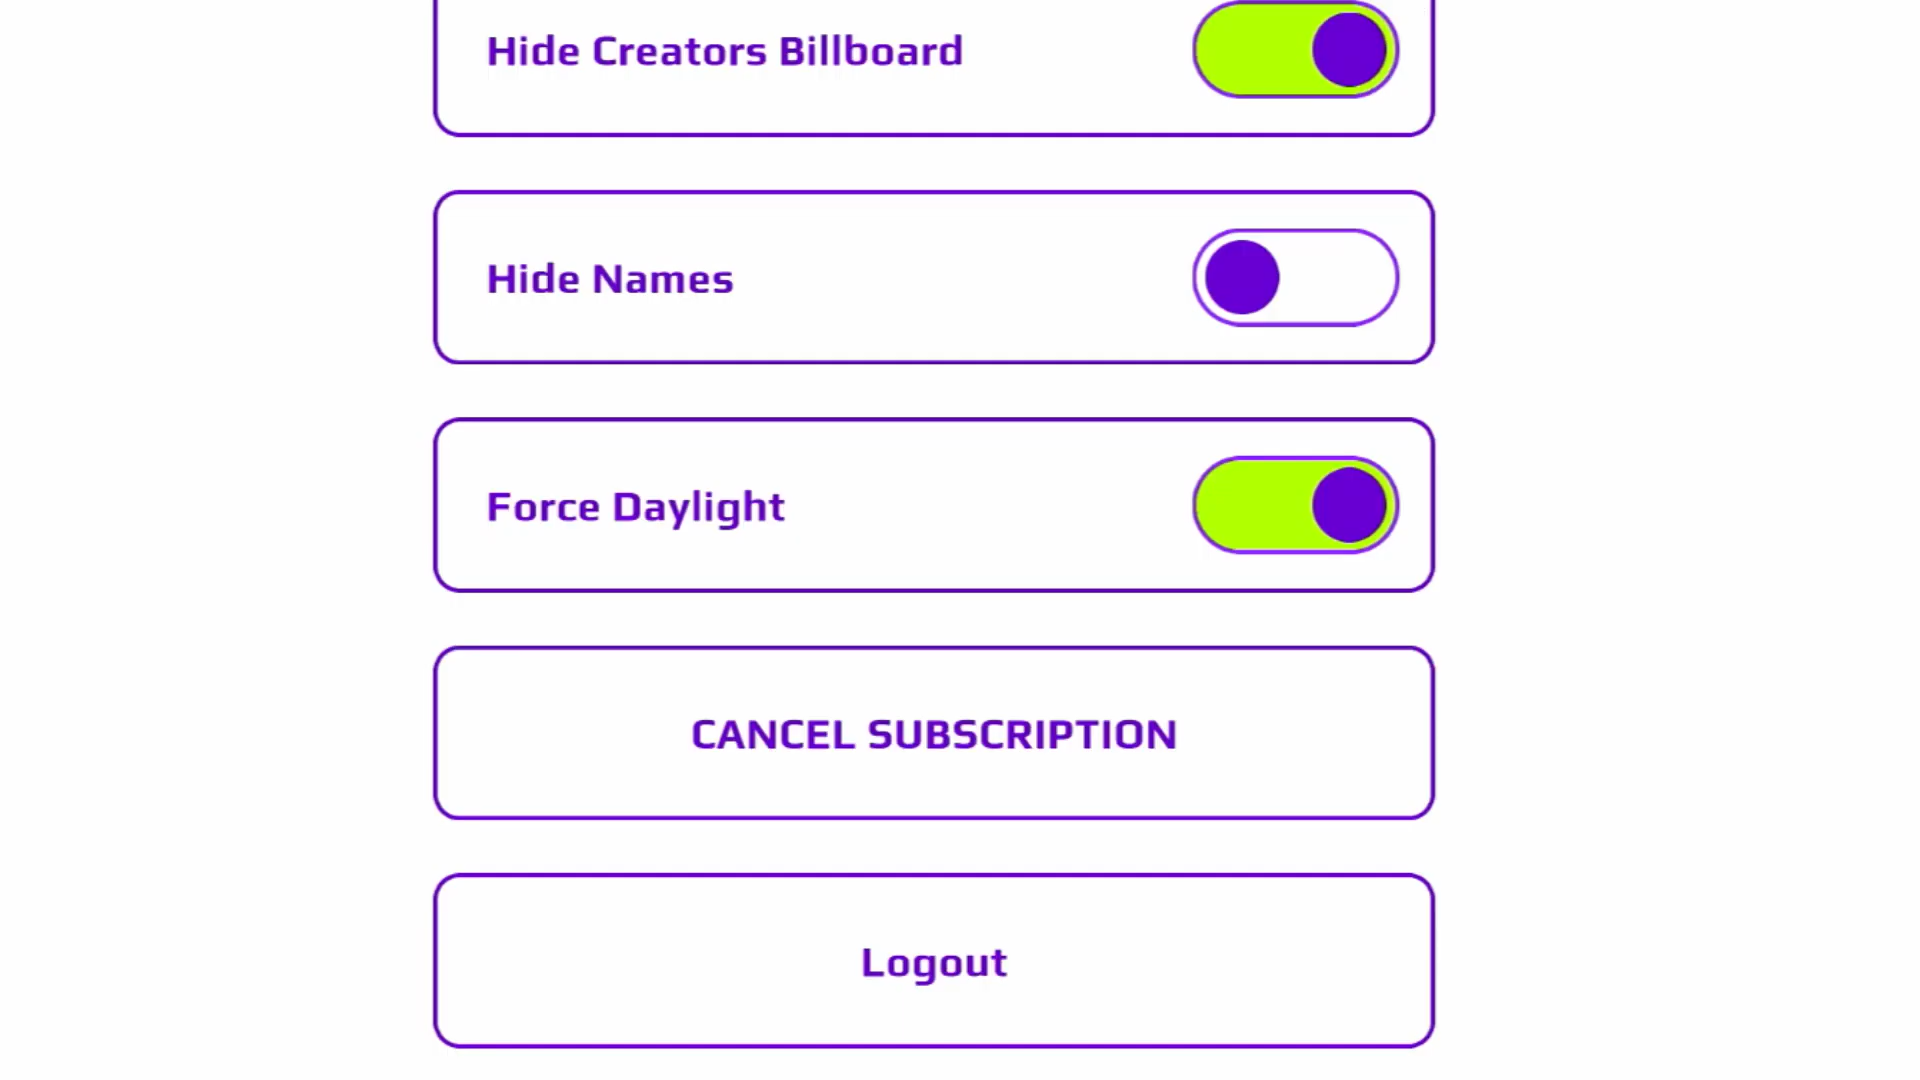 Hide Creators Billboard
Hide Names
Force Daylight
CANCEL SUBSCRIPTION
Logout